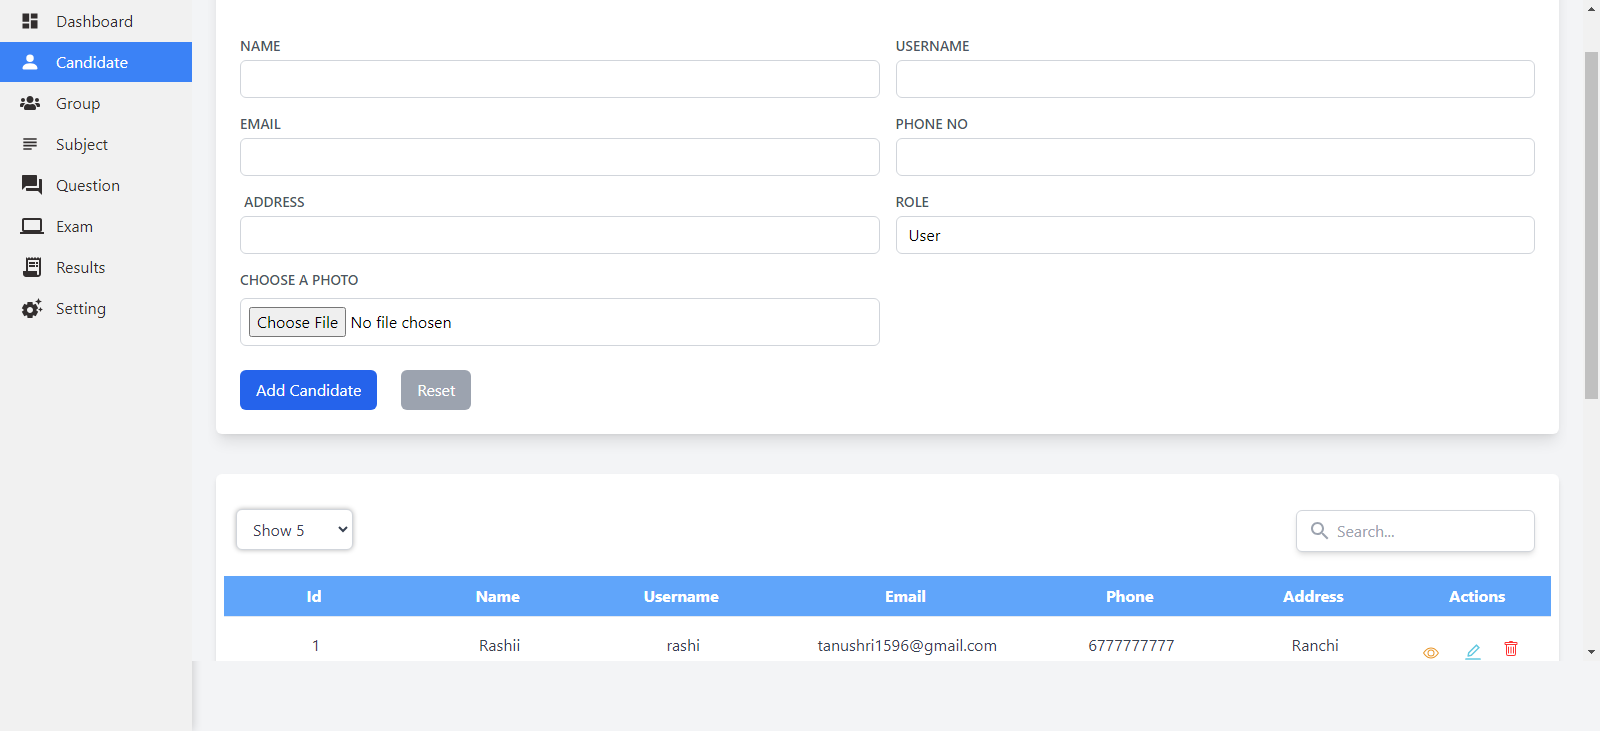 Dashboard
Candidate
Group
Subject
Question
Exam
Results
Setting
NAME
USERNAME
EMAIL
PHONE NO
ADDRESS
ROLE
User
CHOOSE A PHOTO
Choose File No file chosen
Add Candidate Reset
Show 5
Search...
Id Name Username Email Phone Address Actions
1 Rashii rashi tanushri1596@gmail.com 6777777777 Ranchi